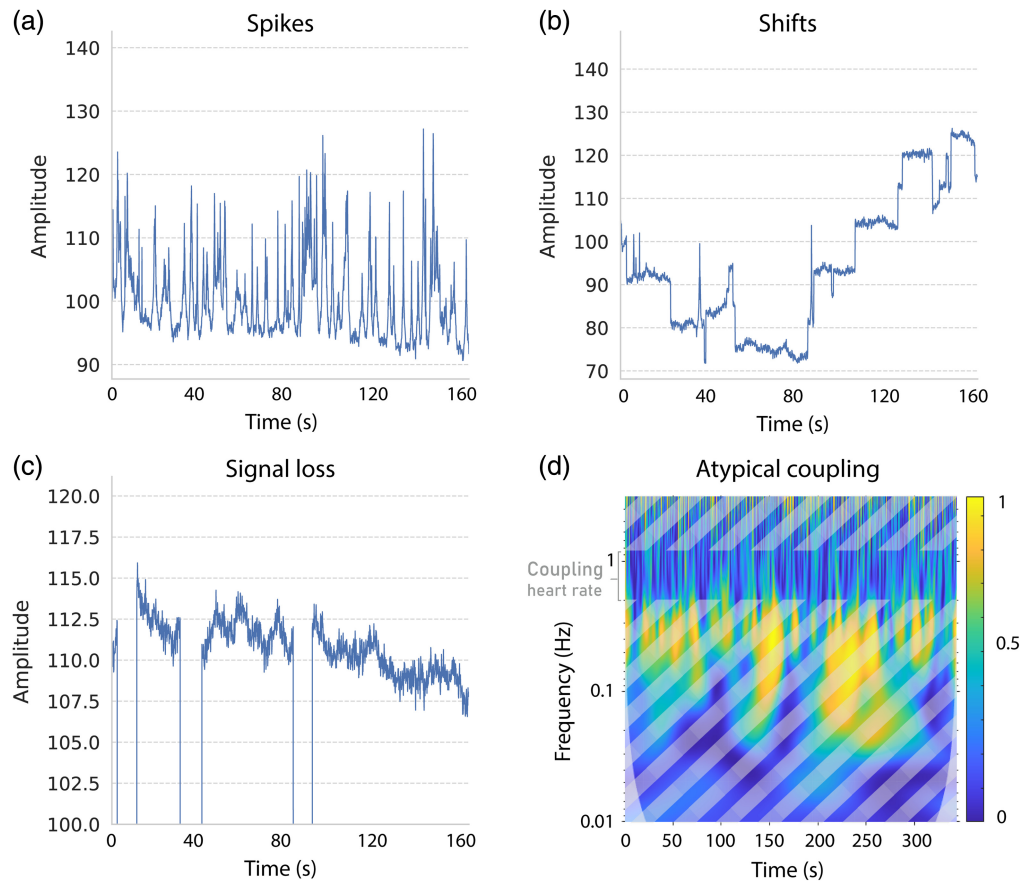 (a)
Spikes
140
130
120
110
100
90
Amplitude
0 40 80 120 160
Time (s)
(b)
Shifts
140
130
120
110
100
90
80
70
Amplitude
0 40 80 120 160
Time (s)
(c)
Signal loss
120.0
117.5
115.0
112.5
110.0
107.5
105.0
102.5
100.0
Amplitude
0 40 80 120 160
Time (s)
(d)
Atypical coupling
Coupling
heart rate
1
0.1
0.01
Frequency (Hz)
0 50 100 150 200 250 300
Time (s)
1
0.5
0